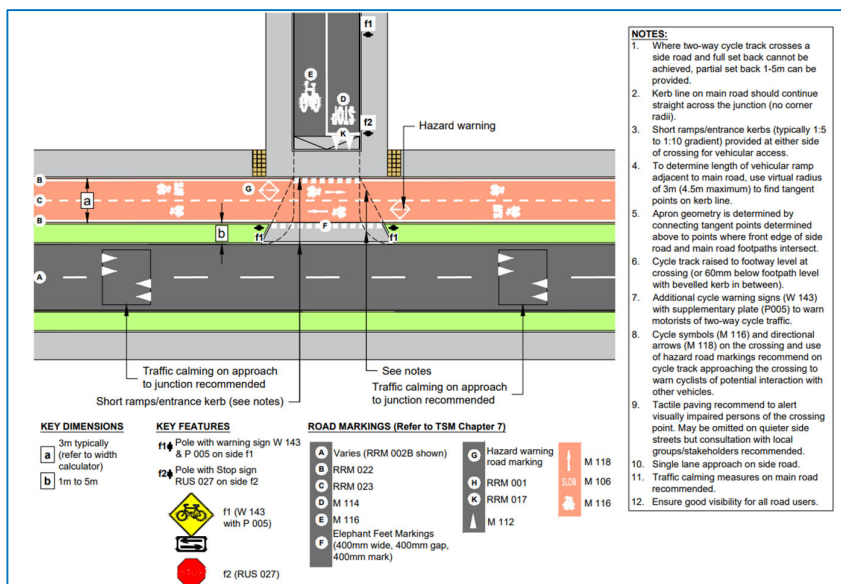 f1
E
D
STOP
f2
K
Hazard warning
B
C
a
B
G
SLOW
SLOW
F
b
f1
f1
A
Traffic calming on approach
to junction recommended
Short ramps/entrance kerb (see notes)
See notes
Traffic calming on approach
to junction recommended
NOTES:
1. Where two-way cycle track crosses a
side road and full set back cannot be
achieved, partial set back 1-5m can be
provided.
2. Kerb line on main road should continue
straight across the junction (no corner
radii).
3. Short ramps/entrance kerbs (typically 1:5
to 1:10 gradient) provided at either side
of crossing for vehicular access.
4. To determine length of vehicular ramp
adjacent to main road, use virtual radius
of 3m (4.5m maximum) to find tangent
points on kerb line.
5. Apron geometry is determined by
connecting tangent points determined
above to points where front edge of side
road and main road footpaths intersect.
6. Cycle track raised to footway level at
crossing (or 60mm below footpath level
with bevelled kerb in between).
7. Additional cycle warning signs (W 143)
with supplementary plate (P005) to warn
motorists of two-way cycle traffic.
8. Cycle symbols (M 116) and directional
arrows (M 118) on the crossing and use
of hazard road markings recommend on
cycle track approaching the crossing to
warn cyclists of potential interaction with
other vehicles.
9. Tactile paving recommend to alert
visually impaired persons of the crossing
point. May be omitted on quieter side
streets but consultation with local
groups/stakeholders recommended.
10. Single lane approach on side road.
11. Traffic calming measures on main road
recommended.
12. Ensure good visibility for all road users.
KEY DIMENSIONS
a 3m typically
(refer to width
calculator)
b 1m to 5m
KEY FEATURES
f1 Pole with warning sign W 143
& P 005 on side f1
f2 Pole with Stop sign
RUS 027 on side f2
f1 (W 143
with P 005)
STOP
f2 (RUS 027)
ROAD MARKINGS (Refer to TSM Chapter 7)
A Varies (RRM 002B shown)
B RRM 022
C RRM 023
D M 114
E M 116
F Elephant Feet Markings
(400mm wide, 400mm gap,
400mm mark)
G Hazard warning
road marking
H RRM 001
K RRM 017
M 112
M 118
SLOW M 106
M 116